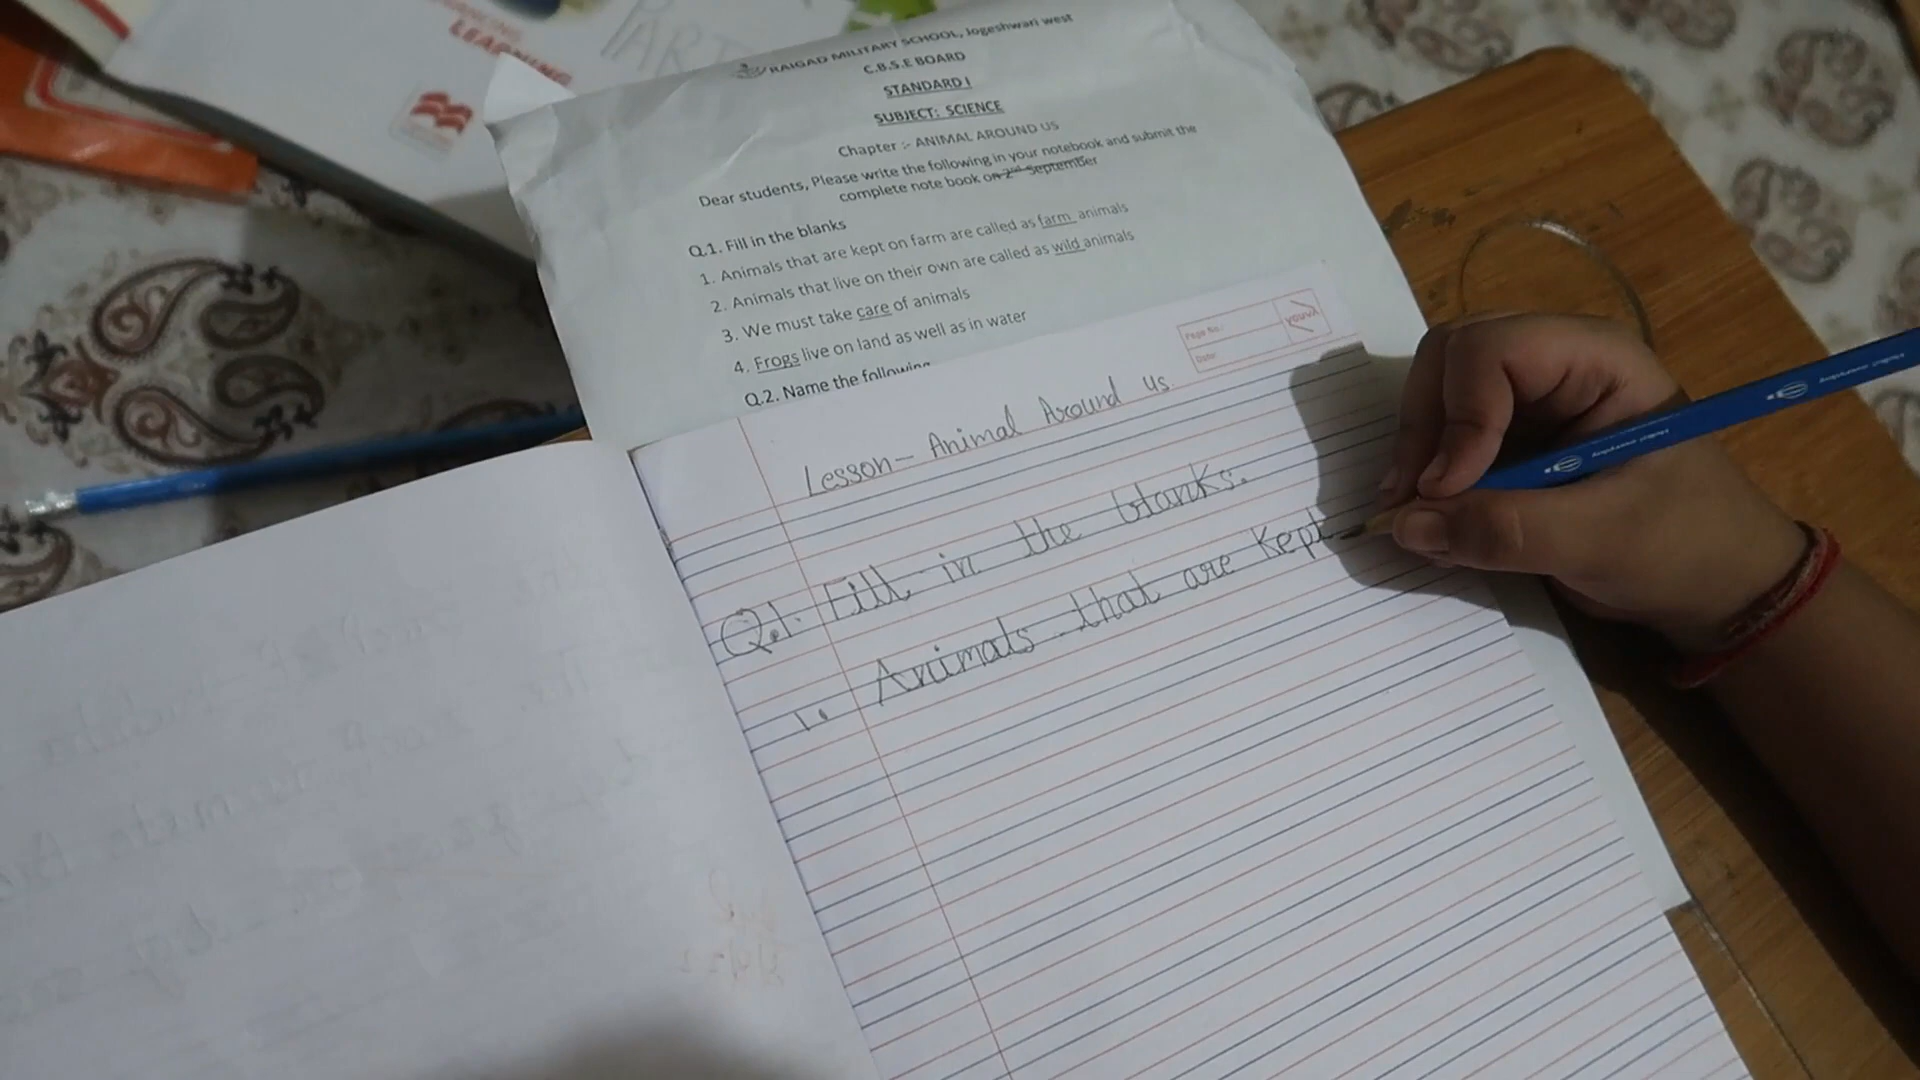 LEARNING
PART
RAIGAD MILITARY SCHOOL, Jogeshwari west
C.B.S.E BOARD
STANDARD I
SUBJECT: SCIENCE
Chapter :- ANIMAL AROUND US
Dear students, Please write the following in your notebook and submit the
complete note book on 2nd September
Q.1. Fill in the blanks
1. Animals that are kept on farm are called as farm animals
2. Animals that live on their own are called as wild animals
3. We must take care of animals
4. Frogs live on land as well as in water
Q.2. Name the following
Page No.:
Date:
youva
Lesson- Animal Around us.
Q.1. Fill in the blanks.
1. Animals that are kept